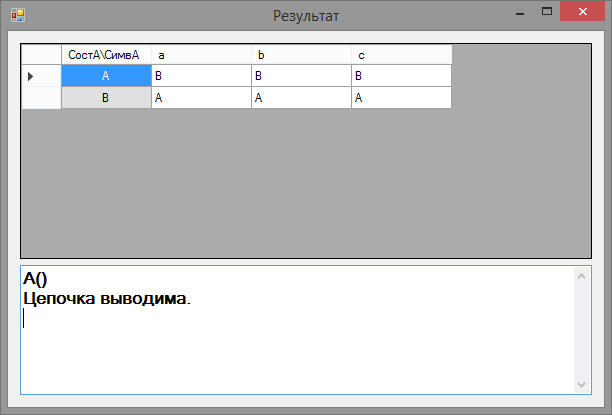 Результат
СостА\СимвА a b c
A B B B
B A A A
A()
Цепочка выводима.